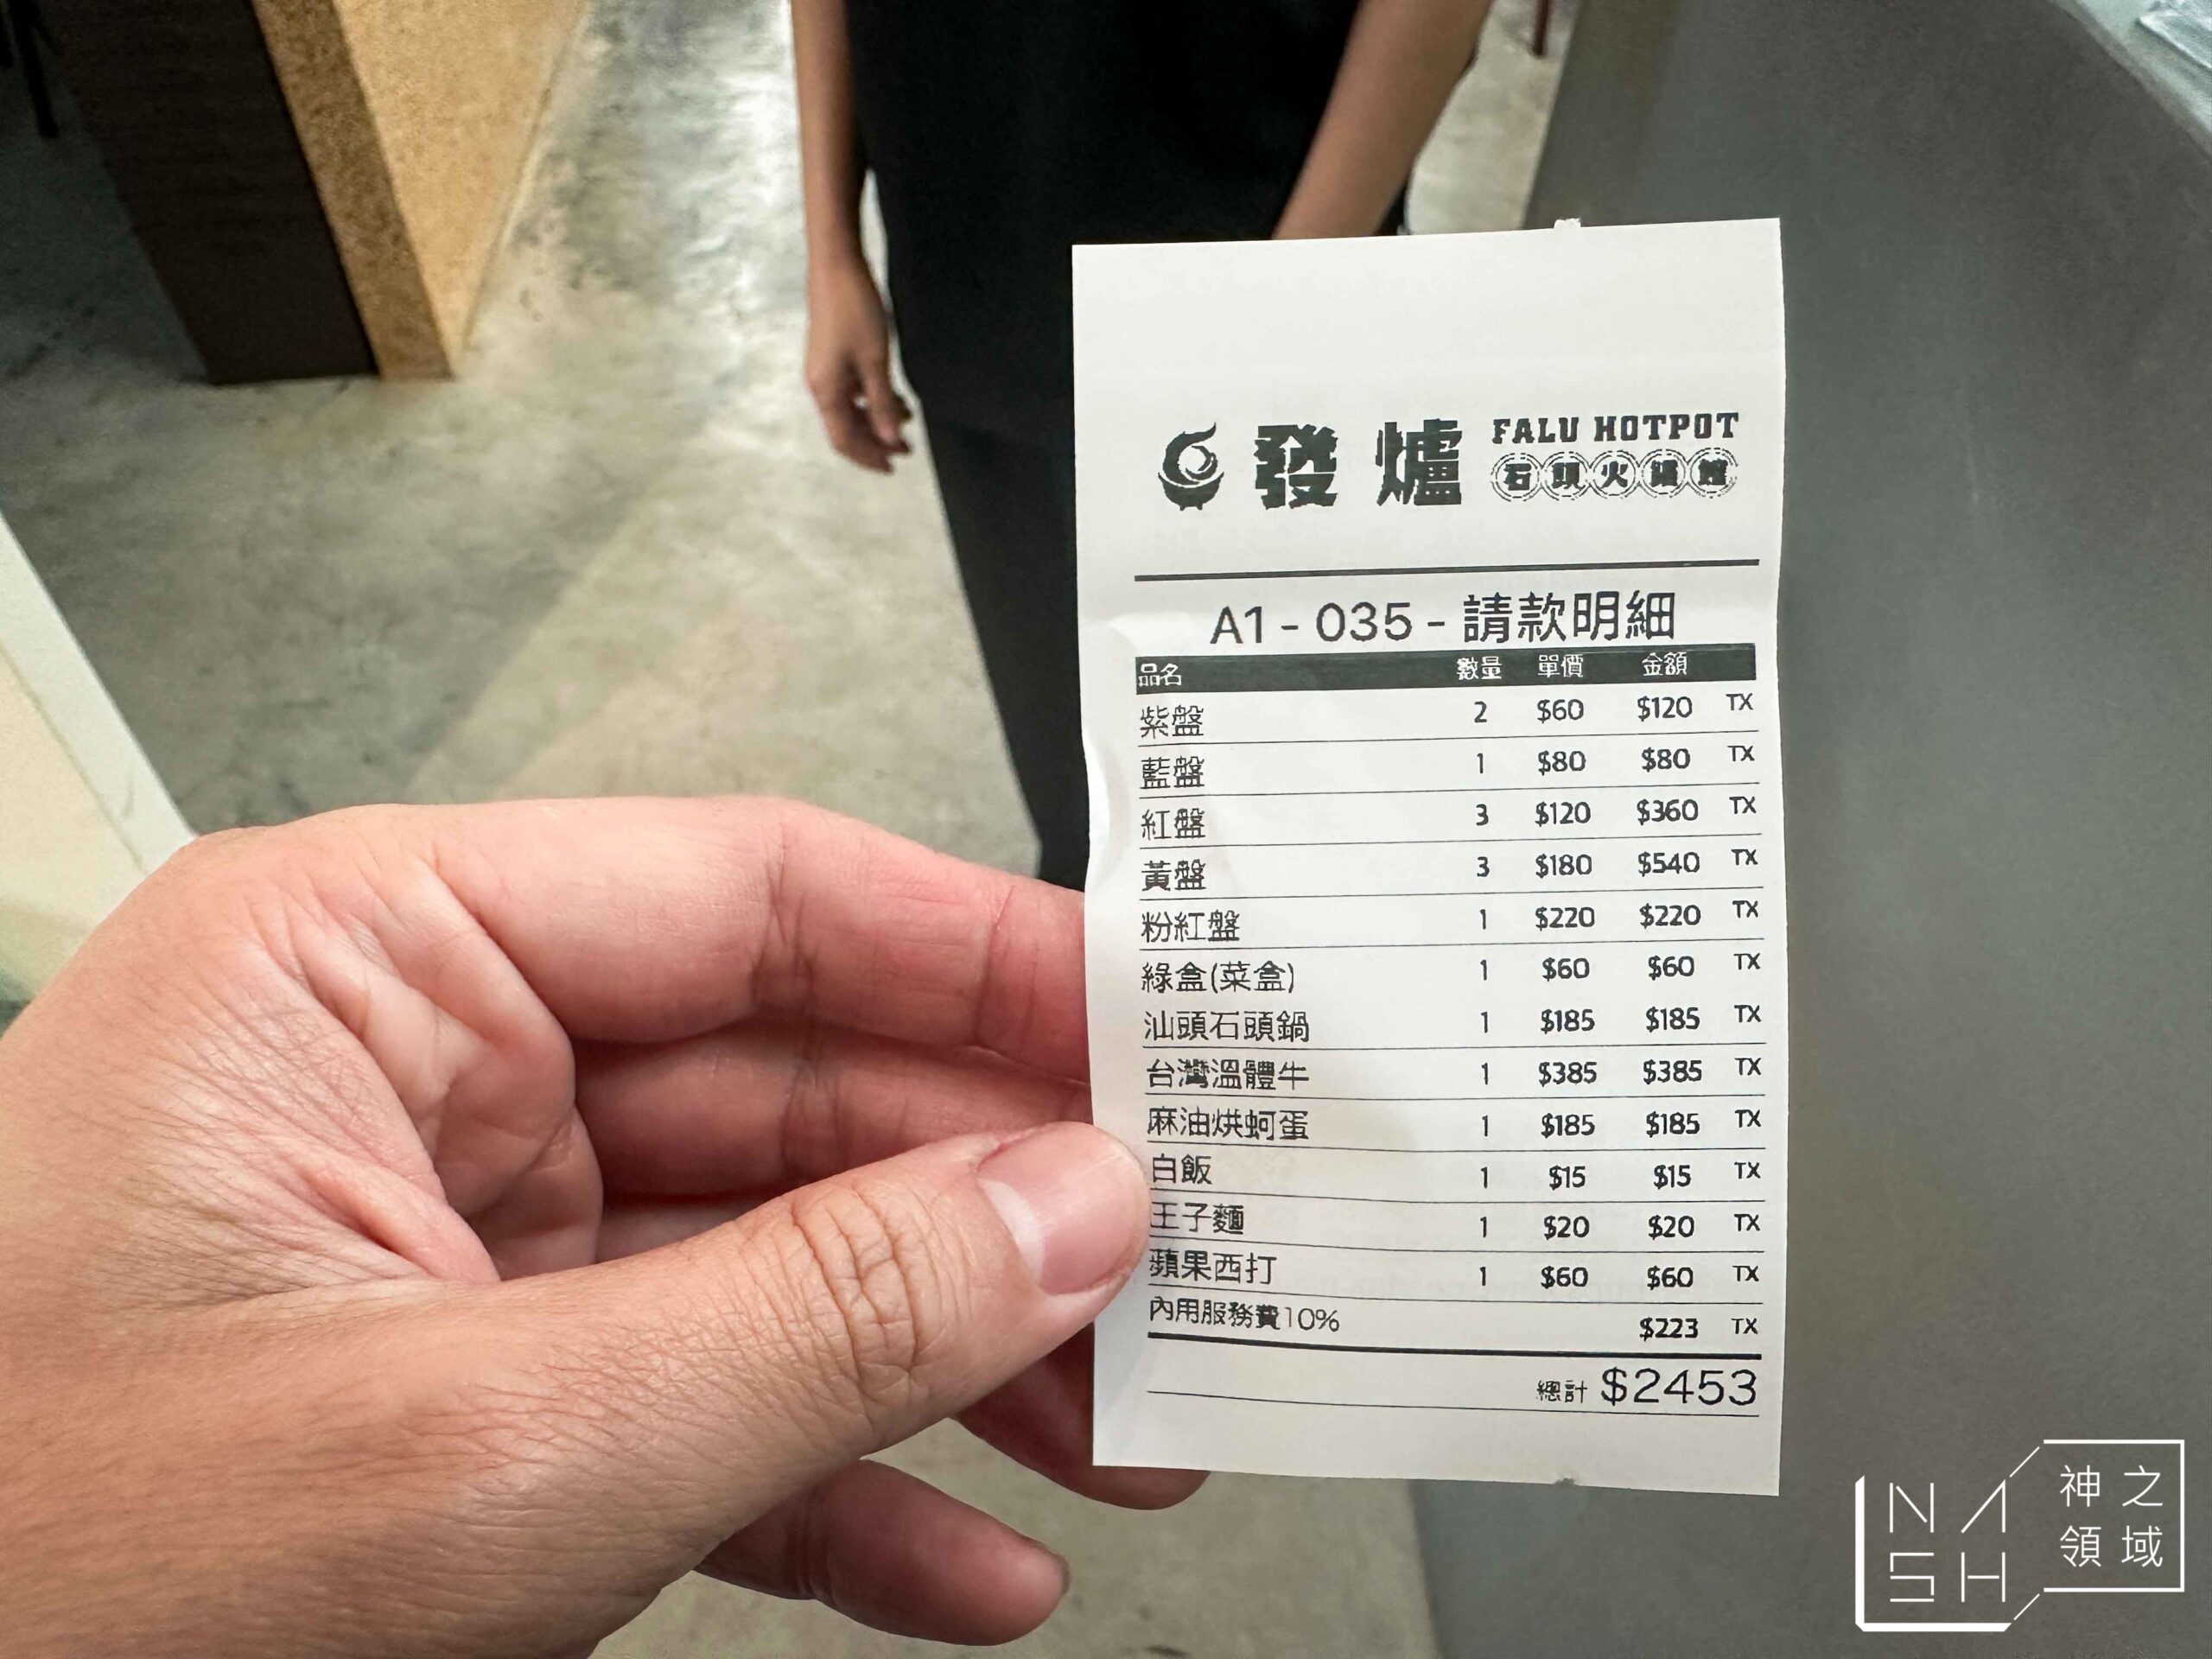 發爐 FALU HOTPOT
石頭火鍋館
A1 - 035 - 請款明細
品名 數量 單價 金額
紫盤 2 $60 $120 TX
藍盤 1 $80 $80 TX
紅盤 3 $120 $360 TX
黃盤 3 $180 $540 TX
粉紅盤 1 $220 $220 TX
綠盒(菜盒) 1 $60 $60 TX
汕頭石頭鍋 1 $185 $185 TX
台灣溫體牛 1 $385 $385 TX
麻油烘蚵蛋 1 $185 $185 TX
白飯 1 $15 $15 TX
王子麵 1 $20 $20 TX
蘋果西打 1 $60 $60 TX
內用服務費10% $223 TX
總計 $2453
NASH
神之
領域